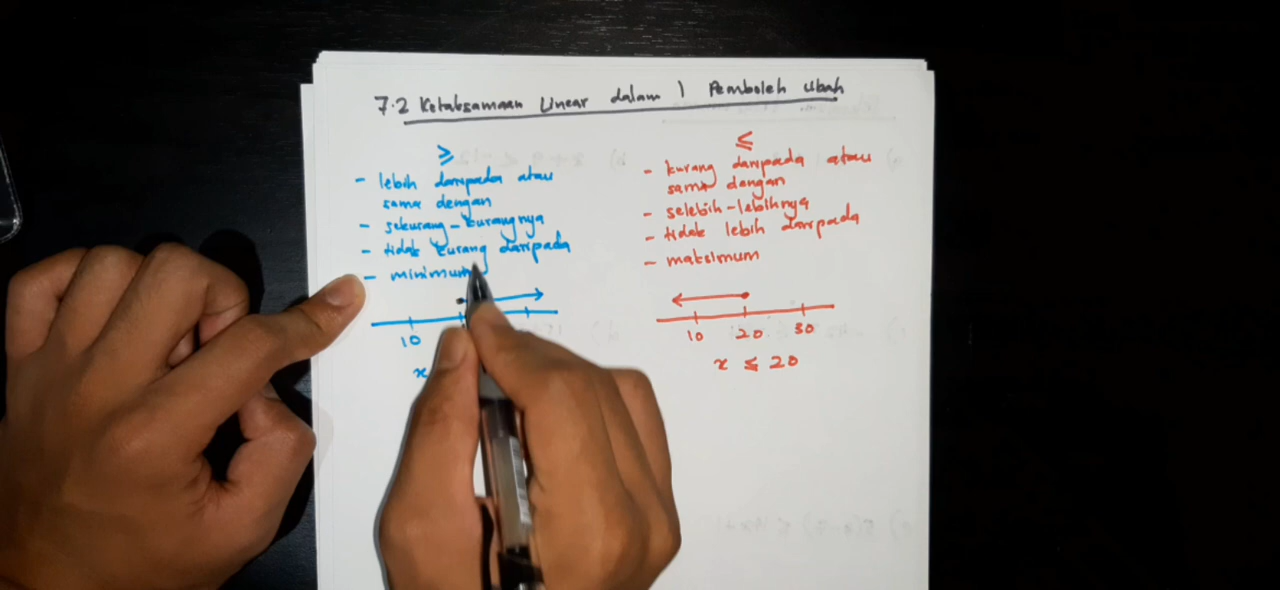 7.2 Ketaksamaan Linear dalam 1 Pemboleh Ubah
≥
- lebih daripada atau
sama dengan
- sekurang-kurangnya
- tidak kurang daripada
- minimum
10
x
≤
- kurang daripada atau
sama dengan
- selebih-lebihnya
- tidak lebih daripada
- maksimum
10 20 30
x ≤ 20